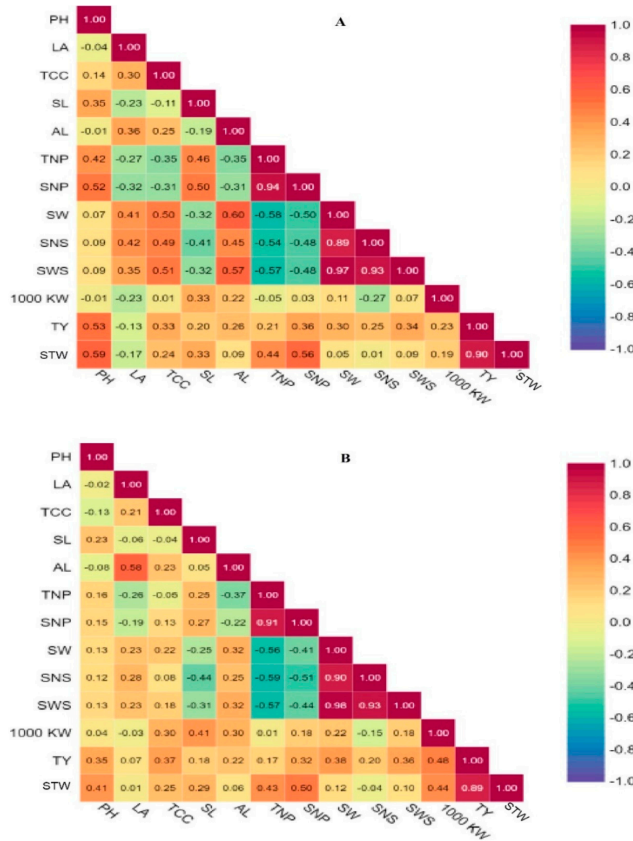 A
PH 1.00
LA -0.04 1.00
TCC 0.14 0.30 1.00
SL 0.35 -0.23 -0.11 1.00
AL -0.01 0.36 0.25 -0.19 1.00
TNP 0.42 -0.27 -0.35 0.46 -0.35 1.00
SNP 0.52 -0.32 -0.31 0.50 -0.31 0.94 1.00
SW 0.07 0.41 0.50 -0.32 0.60 -0.58 -0.50 1.00
SNS 0.09 0.42 0.49 -0.41 0.45 -0.54 -0.48 0.89 1.00
SWS 0.09 0.35 0.51 -0.32 0.57 -0.57 -0.48 0.97 0.93 1.00
1000 KW -0.01 -0.23 0.01 0.33 0.22 -0.05 0.03 0.11 -0.27 0.07 1.00
TY 0.53 -0.13 0.33 0.20 0.26 0.21 0.36 0.30 0.25 0.34 0.23 1.00
STW 0.59 -0.17 0.24 0.33 0.09 0.44 0.56 0.05 0.01 0.09 0.19 0.90 1.00
PH LA TCC SL AL TNP SNP SW SNS SWS 1000 KW TY STW
1.0
0.8
0.6
0.4
0.2
0.0
-0.2
-0.4
-0.6
-0.8
-1.0
B
PH 1.00
LA -0.02 1.00
TCC -0.13 0.21 1.00
SL 0.23 -0.06 -0.04 1.00
AL -0.08 0.56 0.23 0.05 1.00
TNP 0.16 -0.26 -0.05 0.25 -0.37 1.00
SNP 0.15 -0.19 0.13 0.27 -0.22 0.91 1.00
SW 0.13 0.23 0.22 -0.25 0.32 -0.56 -0.41 1.00
SNS 0.12 0.28 0.08 -0.44 0.25 -0.59 -0.51 0.90 1.00
SWS 0.13 0.23 0.16 -0.31 0.32 -0.57 -0.44 0.98 0.93 1.00
1000 KW 0.04 -0.03 0.30 0.41 0.30 0.01 0.18 0.22 -0.15 0.18 1.00
TY 0.35 0.07 0.37 0.18 0.22 0.17 0.32 0.38 0.20 0.36 0.48 1.00
STW 0.41 0.01 0.25 0.29 0.06 0.43 0.50 0.12 -0.04 0.10 0.44 0.89 1.00
PH LA TCC SL AL TNP SNP SW SNS SWS 1000 KW TY STW
1.0
0.8
0.6
0.4
0.2
0.0
-0.2
-0.4
-0.6
-0.8
-1.0